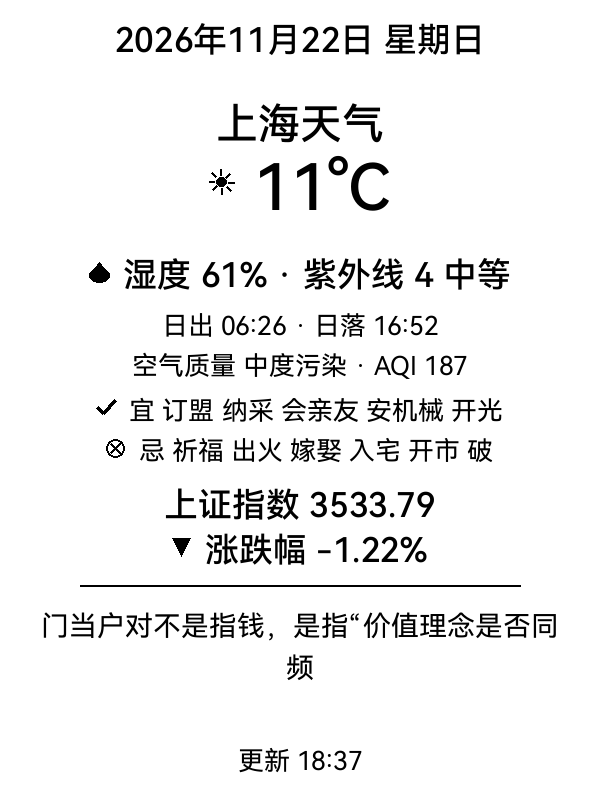 2026年11月22日 星期日
上海天气
11°C
湿度 61% · 紫外线 4 中等
日出 06:26 · 日落 16:52
空气质量 中度污染 · AQI 187
宜 订盟 纳采 会亲友 安机械 开光
忌 祈福 出火 嫁娶 入宅 开市 破
上证指数 3533.79
▼ 涨跌幅 -1.22%
门当户对不是指钱，是指“价值理念是否同
频
更新 18:37